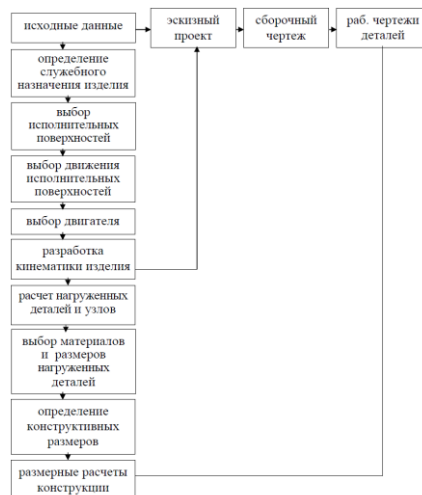 исходные данные
эскизный
проект
сборочный
чертеж
раб. чертежи
деталей
определение
служебного
назначения изделия
выбор
исполнительных
поверхностей
выбор движения
исполнительных
поверхностей
выбор двигателя
разработка
кинематики изделия
расчет нагруженных
деталей и узлов
выбор материалов
и размеров
нагруженных
деталей
определение
конструктивных
размеров
размерные расчеты
конструкции